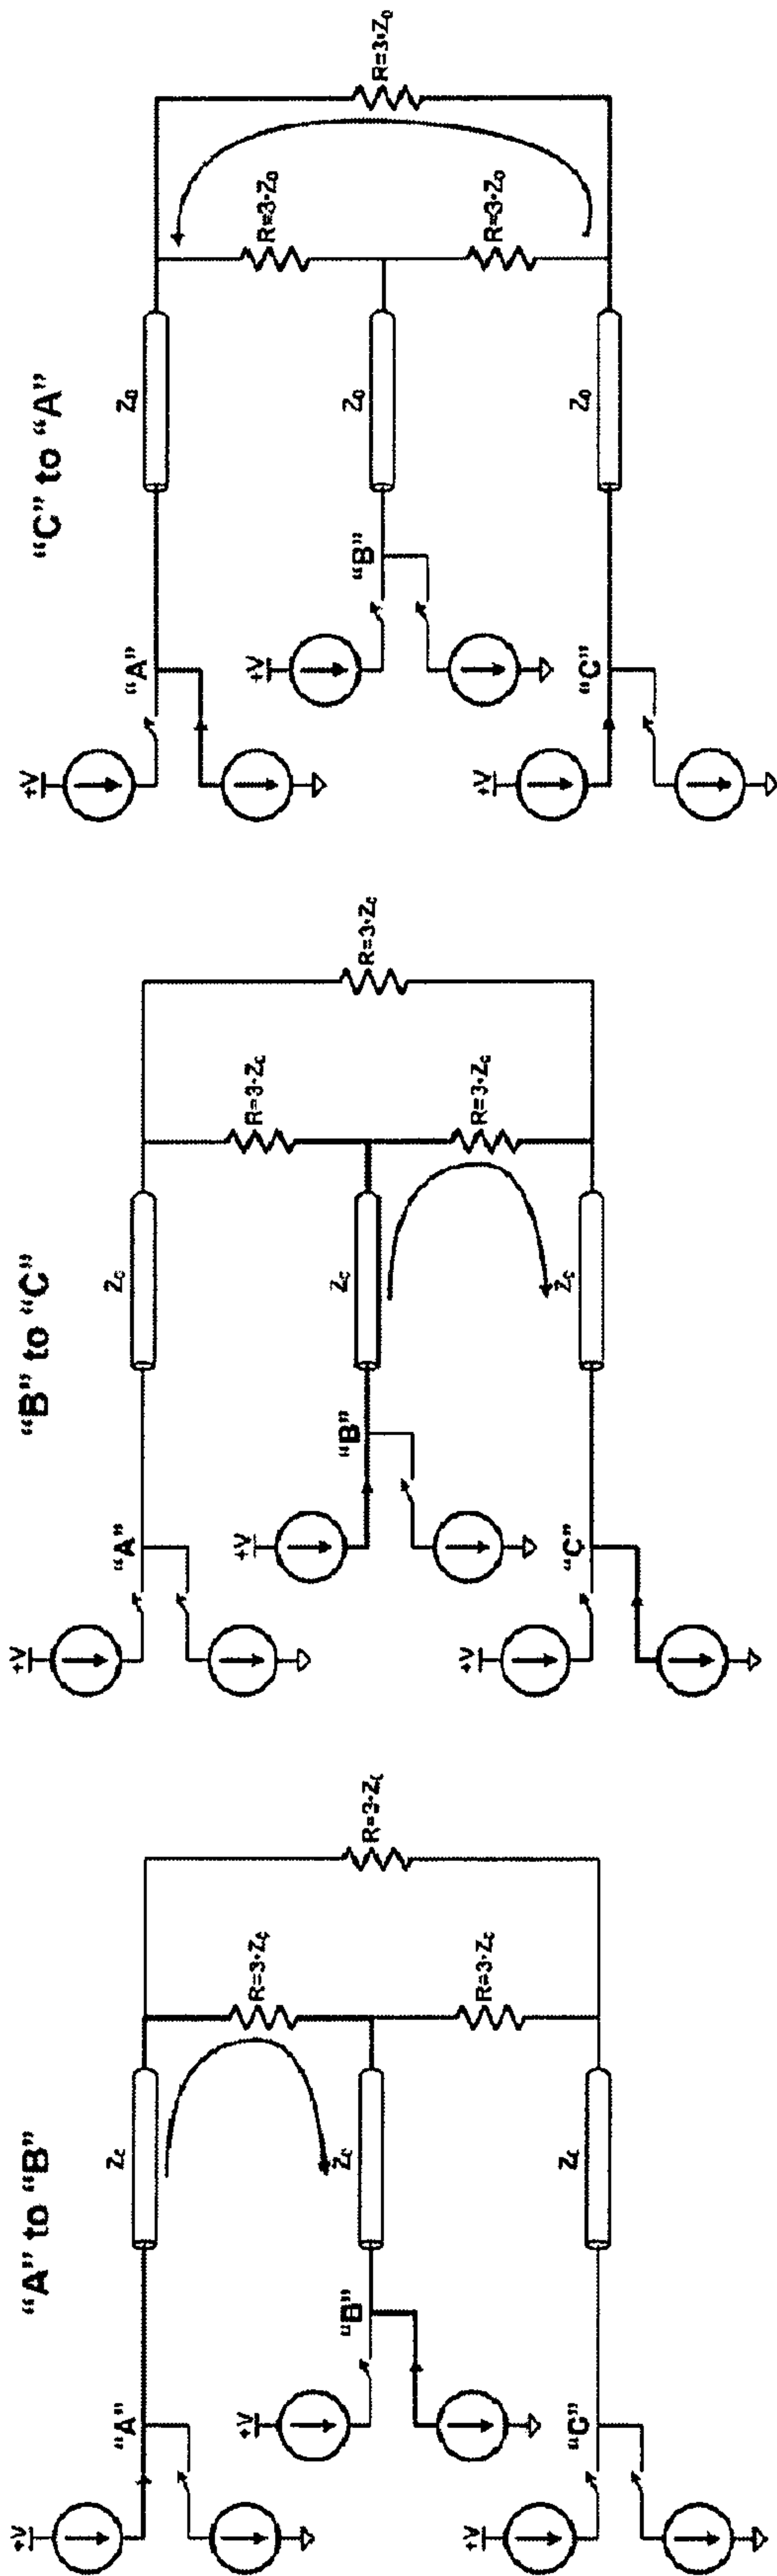 "A" to "B"
+V
"A"
Zc
R=3•Zc
+V
"B"
Zc
R=3•Zc
R=3•Zc
+V
"C"
Zc
"B" to "C"
+V
"A"
Zc
R=3•Zc
+V
"B"
Zc
R=3•Zc
R=3•Zc
+V
"C"
Zc
"C" to "A"
+V
"A"
Z0
R=3•Z0
+V
"B"
Z0
R=3•Z0
R=3•Z0
+V
"C"
Z0